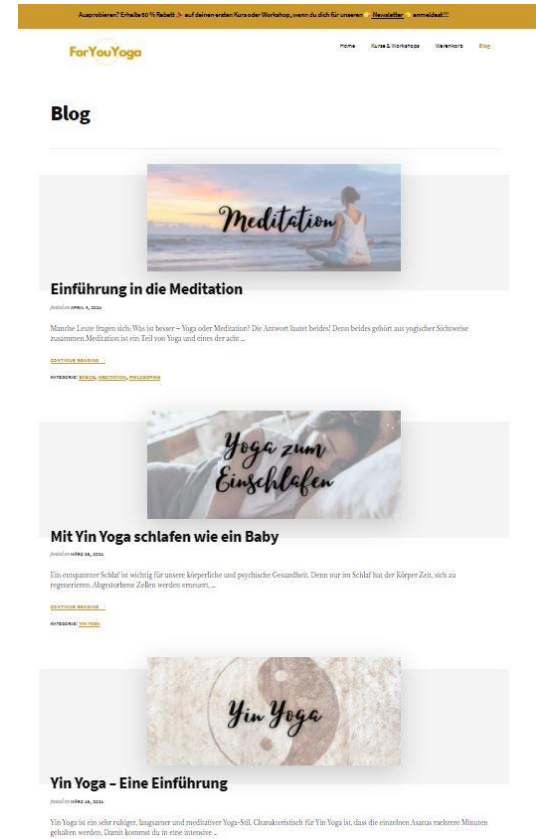 Ausprobieren? Erhalte 50 % Rabatt auf deinen ersten Kurs oder Workshop, wenn du dich für unseren Newsletter anmeldest!!!
ForYouYoga
Home Kurse & Workshops Warenkorb Blog
Blog
Meditation
Einführung in die Meditation
posted on APRIL 4, 2024
Manche Leute fragen sich: Was ist besser – Yoga oder Meditation? Die Antwort lautet beides! Denn beides gehört aus yogischer Sichtweise
zusammen. Meditation ist ein Teil von Yoga und eines der acht ...
CONTINUE READING
KATEGORIE: BASICS, MEDITATION, PHILOSOPHIE
Yoga zum
Einschlafen
Mit Yin Yoga schlafen wie ein Baby
posted on MÄRZ 2024
Ein entspannter Schlaf ist wichtig für unsere körperliche und psychische Gesundheit. Denn nur im Schlaf hat der Körper Zeit, sich zu
regenerieren. Abgestorbene Zellen werden erneuert, ...
CONTINUE READING
KATEGORIE: YIN YOGA
Yin Yoga
Yin Yoga – Eine Einführung
posted on MÄRZ 2024
Yin Yoga ist ein sehr ruhiger, langsamer und meditativer Yoga-Stil. Charakteristisch für Yin Yoga ist, dass die einzelnen Asanas mehrere Minuten
gehalten werden. Damit kommst du in eine intensive ...